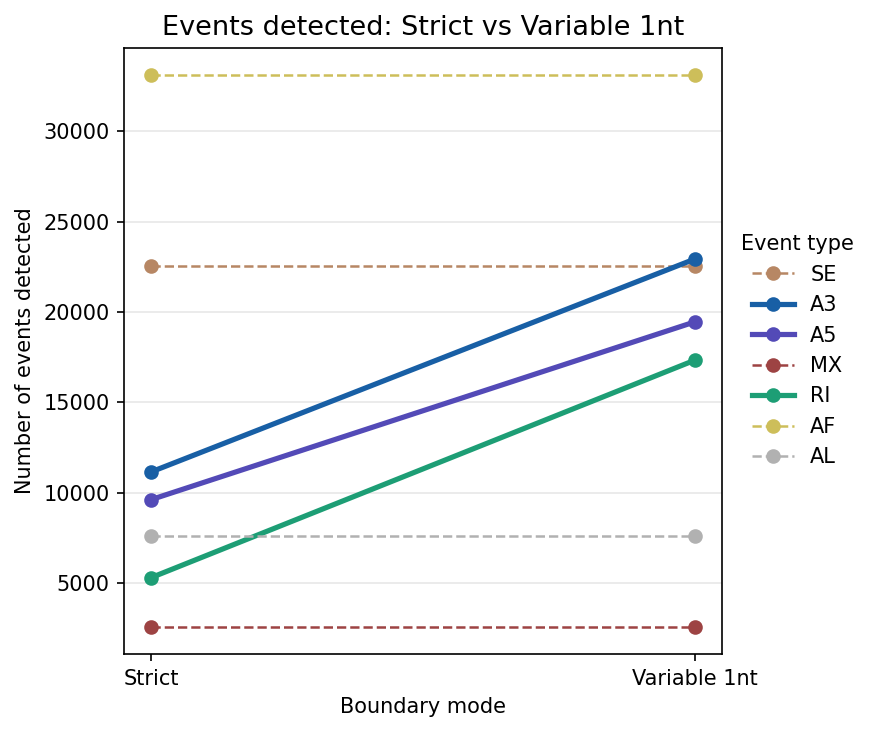 Events detected: Strict vs Variable 1nt
Number of events detected
30000
25000
20000
15000
10000
5000
Strict
Variable 1nt
Boundary mode
Event type
SE
A3
A5
MX
RI
AF
AL